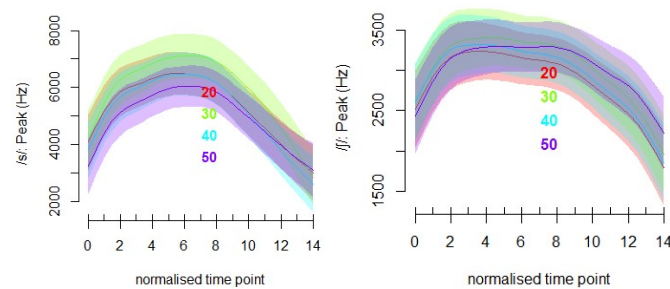 /s/: Peak (Hz)
8000
6000
4000
2000
20
30
40
50
0 2 4 6 8 10 12 14
normalised time point
/ʃ/: Peak (Hz)
3500
2500
1500
20
30
40
50
0 2 4 6 8 10 12 14
normalised time point